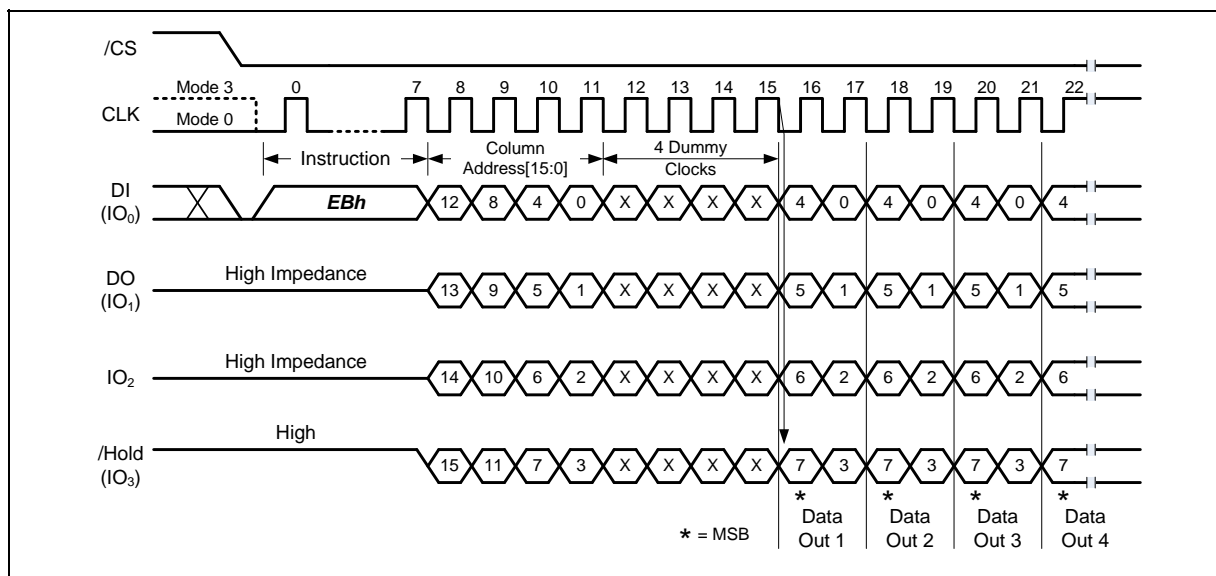 /CS
Mode 3
0
7 8 9 10 11 12 13 14 15 16 17 18 19 20 21 22
CLK
Mode 0
Instruction
Column
Address[15:0]
4 Dummy
Clocks
DI
(IO0)
EBh
12 8 4 0 X X X X 4 0 4 0 4 0 4
DO
(IO1)
High Impedance
13 9 5 1 X X X X 5 1 5 1 5 1 5
IO2
High Impedance
14 10 6 2 X X X X 6 2 6 2 6 2 6
/Hold
(IO3)
High
15 11 7 3 X X X X 7 3 7 3 7 3 7
* * * *
* = MSB
Data
Out 1
Data
Out 2
Data
Out 3
Data
Out 4